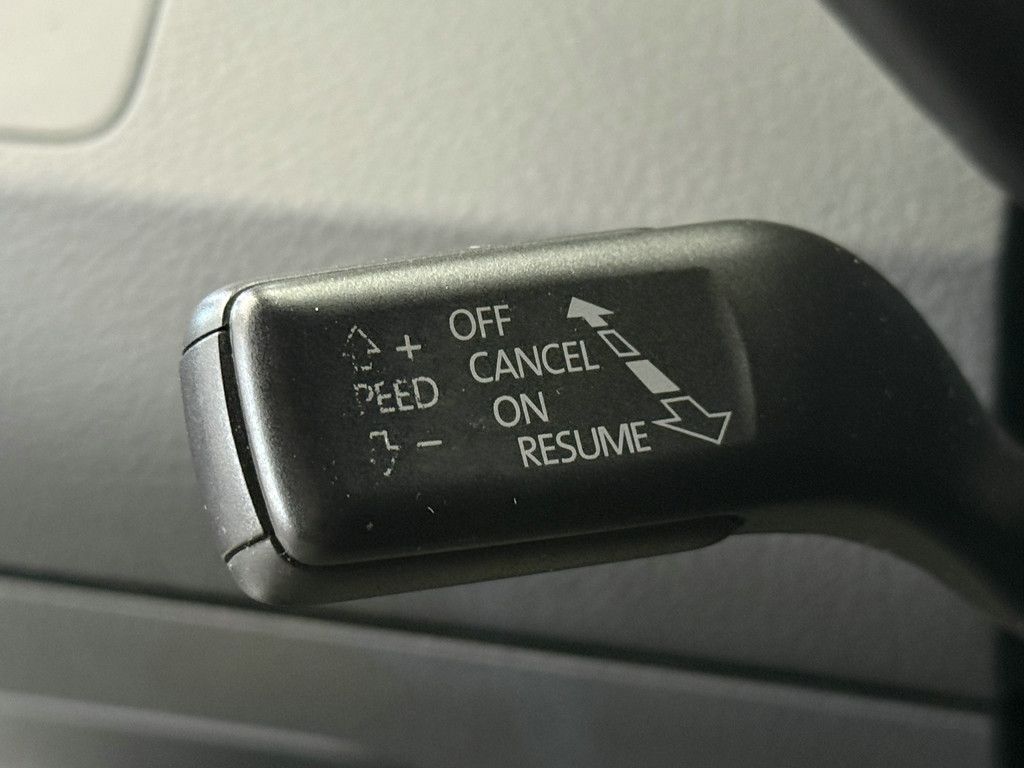 OFF
+ CANCEL
PEED ON
− RESUME